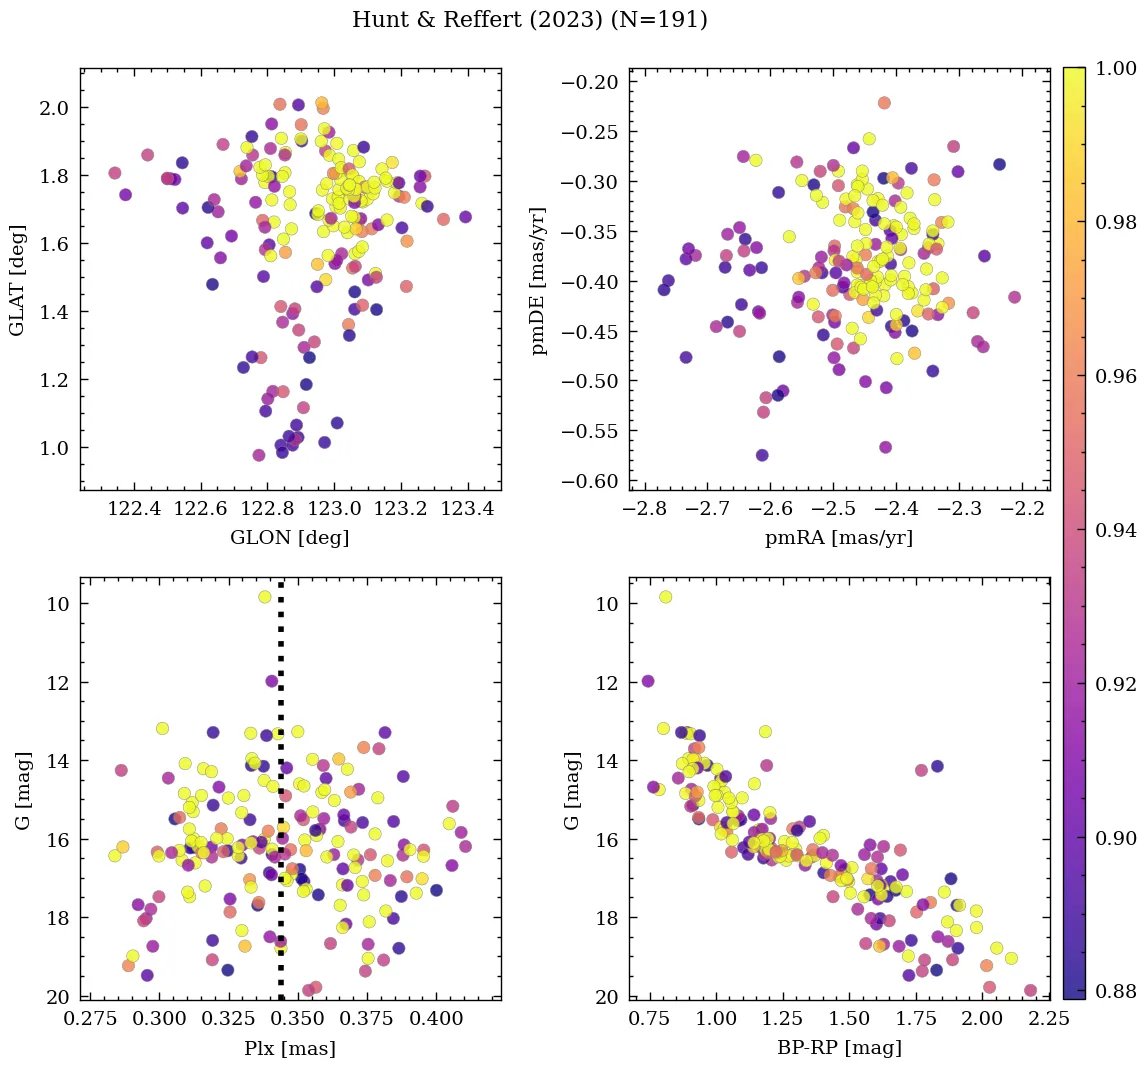 Hunt & Reffert (2023) (N=191)
2.0
1.8
1.6
1.4
1.2
1.0
GLAT [deg]
122.4 122.6 122.8 123.0 123.2 123.4
GLON [deg]
−0.20
−0.25
−0.30
−0.35
−0.40
−0.45
−0.50
−0.55
−0.60
pmDE [mas/yr]
−2.8 −2.7 −2.6 −2.5 −2.4 −2.3 −2.2
pmRA [mas/yr]
1.00
0.98
0.96
0.94
0.92
0.90
0.88
10
12
14
16
18
20
G [mag]
0.275 0.300 0.325 0.350 0.375 0.400
Plx [mas]
10
12
14
16
18
20
G [mag]
0.75 1.00 1.25 1.50 1.75 2.00 2.25
BP-RP [mag]